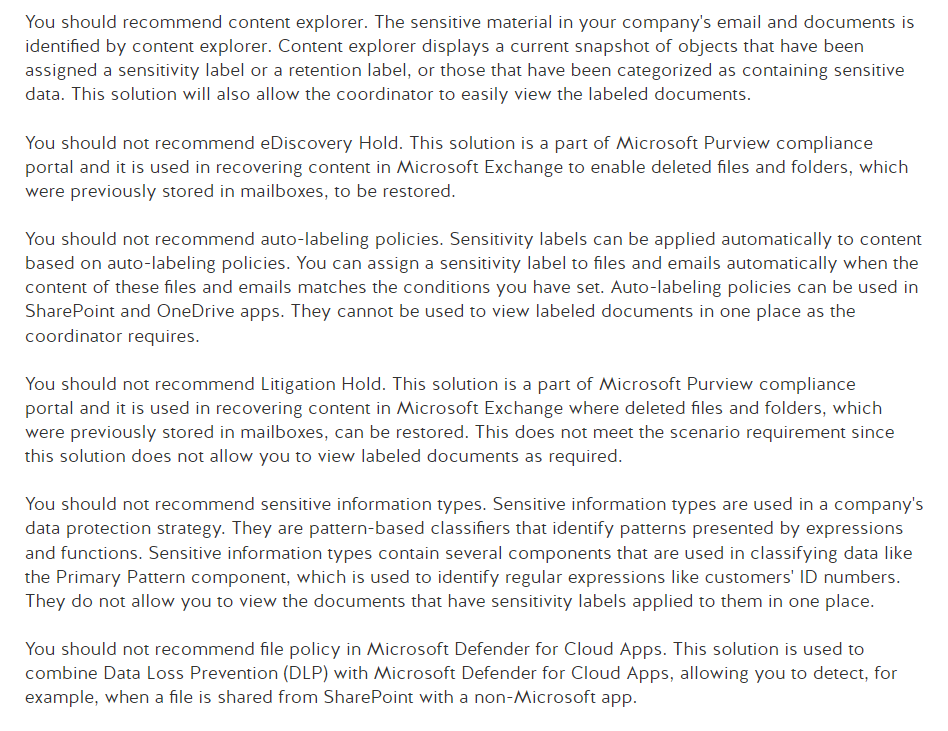 You should recommend content explorer. The sensitive material in your company's email and documents is
identified by content explorer. Content explorer displays a current snapshot of objects that have been
assigned a sensitivity label or a retention label, or those that have been categorized as containing sensitive
data. This solution will also allow the coordinator to easily view the labeled documents.
You should not recommend eDiscovery Hold. This solution is a part of Microsoft Purview compliance
portal and it is used in recovering content in Microsoft Exchange to enable deleted files and folders, which
were previously stored in mailboxes, to be restored.
You should not recommend auto-labeling policies. Sensitivity labels can be applied automatically to content
based on auto-labeling policies. You can assign a sensitivity label to files and emails automatically when the
content of these files and emails matches the conditions you have set. Auto-labeling policies can be used in
SharePoint and OneDrive apps. They cannot be used to view labeled documents in one place as the
coordinator requires.
You should not recommend Litigation Hold. This solution is a part of Microsoft Purview compliance
portal and it is used in recovering content in Microsoft Exchange where deleted files and folders, which
were previously stored in mailboxes, can be restored. This does not meet the scenario requirement since
this solution does not allow you to view labeled documents as required.
You should not recommend sensitive information types. Sensitive information types are used in a company's
data protection strategy. They are pattern-based classifiers that identify patterns presented by expressions
and functions. Sensitive information types contain several components that are used in classifying data like
the Primary Pattern component, which is used to identify regular expressions like customers' ID numbers.
They do not allow you to view the documents that have sensitivity labels applied to them in one place.
You should not recommend file policy in Microsoft Defender for Cloud Apps. This solution is used to
combine Data Loss Prevention (DLP) with Microsoft Defender for Cloud Apps, allowing you to detect, for
example, when a file is shared from SharePoint with a non-Microsoft app.